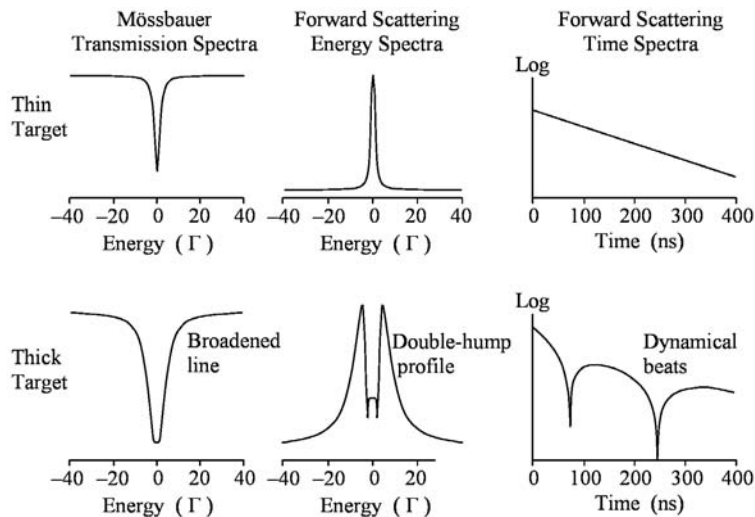 Mössbauer
Transmission Spectra
Forward Scattering
Energy Spectra
Forward Scattering
Time Spectra
Thin
Target
−40 −20 0 20 40
Energy (Γ)
−40 −20 0 20 40
Energy (Γ)
Log
0 100 200 300 400
Time (ns)
Thick
Target
Broadened
line
−40 −20 0 20 40
Energy (Γ)
Double-hump
profile
−40 −20 0 20
Energy (Γ)
Log
Dynamical
beats
0 100 200 300 400
Time (ns)